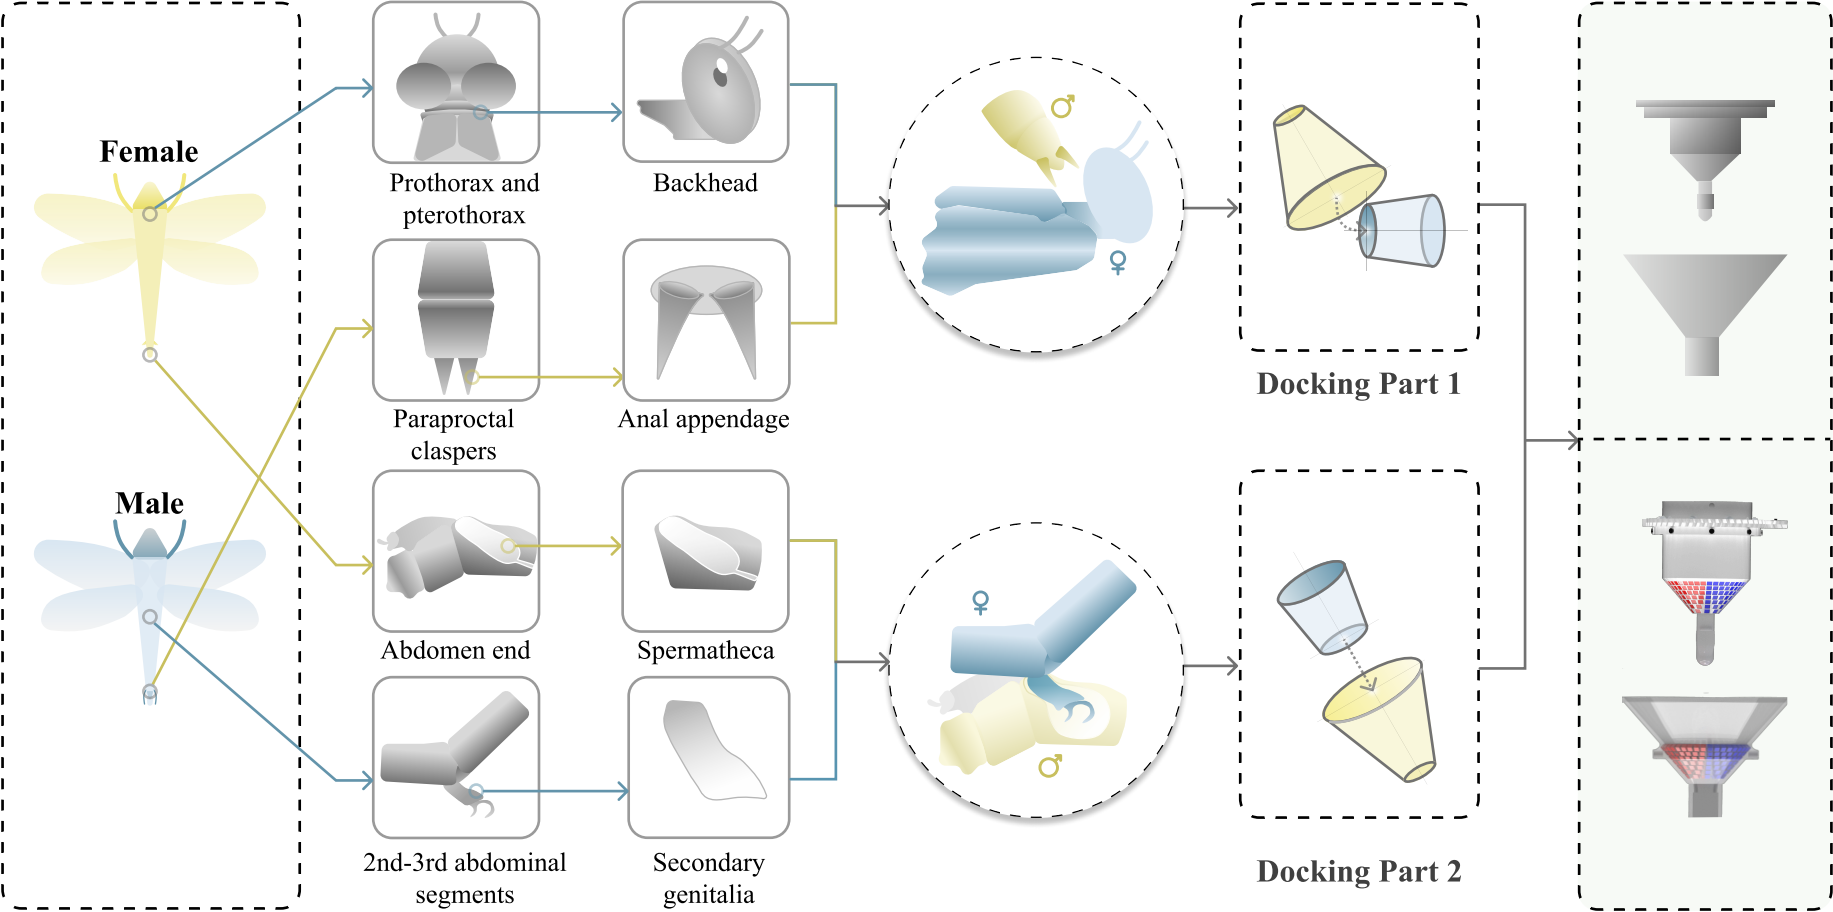 Female
Male
Prothorax and
pterothorax
Backhead
Paraproctal
claspers
Anal appendage
Abdomen end
Spermatheca
2nd-3rd abdominal
segments
Secondary
genitalia
♂
♀
♀
♂
Docking Part 1
Docking Part 2